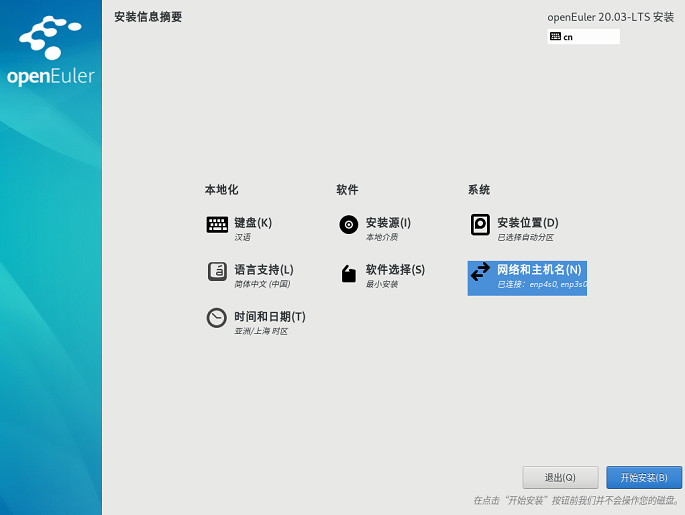 openEuler
安装信息摘要
openEuler 20.03-LTS 安装
cn
本地化
键盘(K)
汉语
语言支持(L)
简体中文 (中国)
时间和日期(T)
亚洲/上海 时区
软件
安装源(I)
本地介质
软件选择(S)
最小安装
系统
安装位置(D)
已选择自动分区
网络和主机名(N)
已连接：enp4s0, enp3s0
退出(Q)
开始安装(B)
在点击“开始安装”按钮前我们并不会操作您的磁盘。